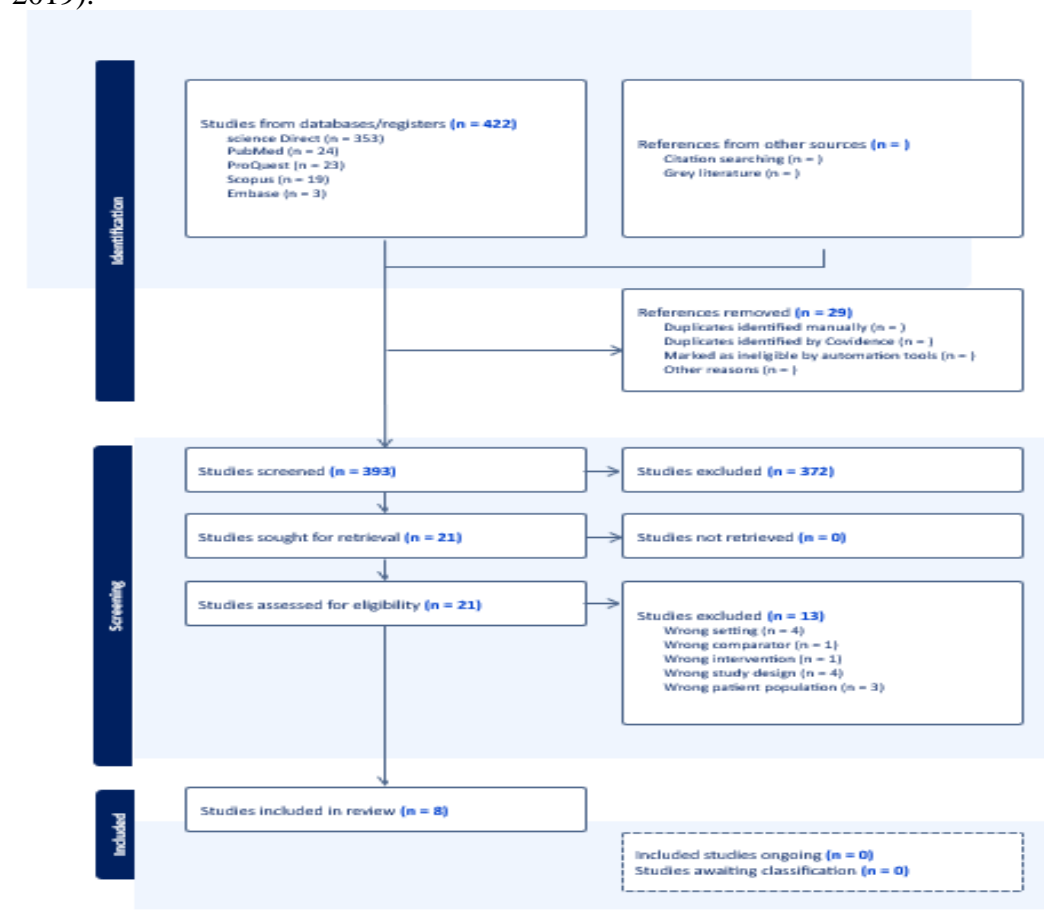 2019).
Identification
Studies from databases/registers (n = 422)
science Direct (n = 353)
PubMed (n = 24)
ProQuest (n = 23)
Scopus (n = 19)
Embase (n = 3)
References from other sources (n = )
Citation searching (n = )
Grey literature (n = )
References removed (n = 29)
Duplicates identified manually (n = )
Duplicates identified by Covidence (n = )
Marked as ineligible by automation tools (n = )
Other reasons (n = )
Screening
Studies screened (n = 393)
Studies excluded (n = 372)
Studies sought for retrieval (n = 21)
Studies not retrieved (n = 0)
Studies assessed for eligibility (n = 21)
Studies excluded (n = 13)
Wrong setting (n = 4)
Wrong comparator (n = 1)
Wrong intervention (n = 1)
Wrong study design (n = 4)
Wrong patient population (n = 3)
Included
Studies included in review (n = 8)
Included studies ongoing (n = 0)
Studies awaiting classification (n = 0)